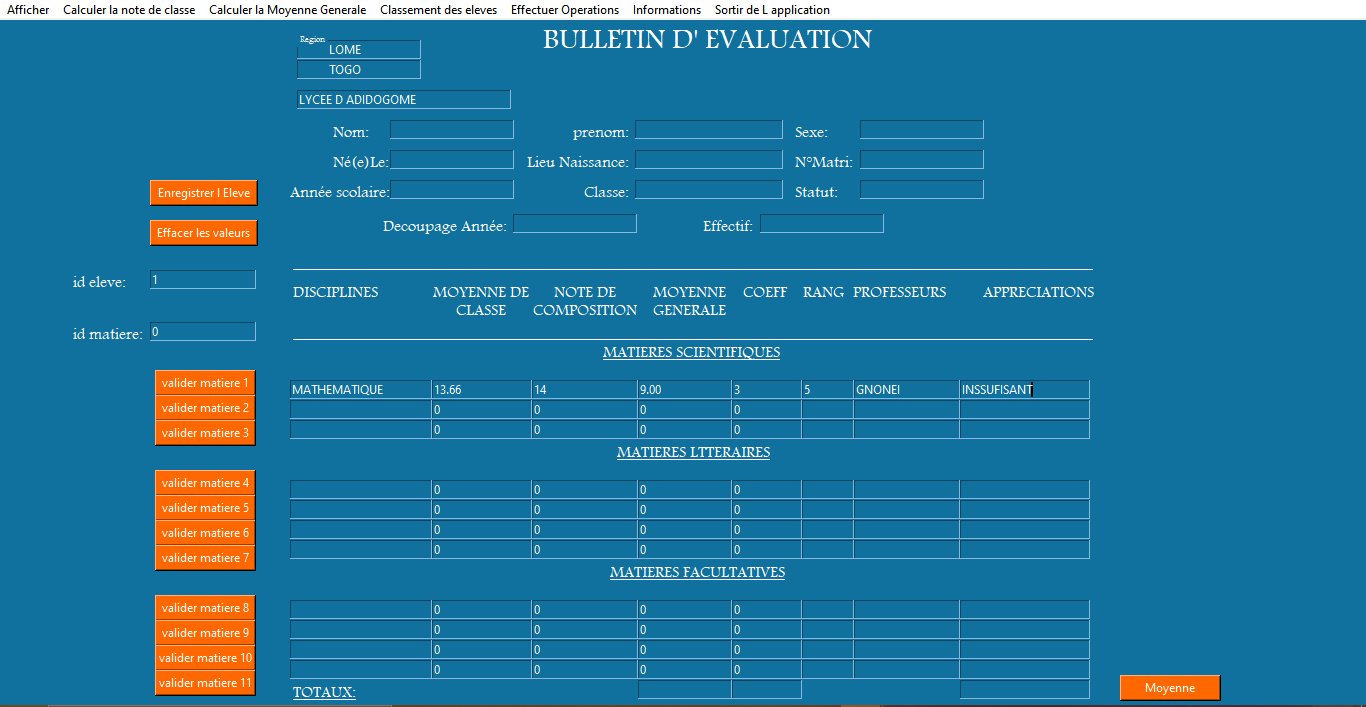 Afficher Calculer la note de classe Calculer la Moyenne Generale Classement des eleves Effectuer Operations Informations Sortir de L application
BULLETIN D' EVALUATION
Region
LOME
TOGO
LYCEE D ADIDOGOME
Nom: prenom: Sexe:
Né(e)Le: Lieu Naissance: N°Matri:
Enregistrer l Eleve
Année scolaire: Classe: Statut:
Effacer les valeurs
Decoupage Année: Effectif:
id eleve: 1
DISCIPLINES MOYENNE DE CLASSE NOTE DE COMPOSITION MOYENNE GENERALE COEFF RANG PROFESSEURS APPRECIATIONS
id matiere: 0
MATIERES SCIENTIFIQUES
valider matiere 1 MATHEMATIQUE 13.66 14 9.00 3 5 GNONEI INSSUFISANT
valider matiere 2 0 0 0 0
valider matiere 3 0 0 0 0
MATIERES LTTERAIRES
valider matiere 4 0 0 0 0
valider matiere 5 0 0 0 0
valider matiere 6 0 0 0 0
valider matiere 7 0 0 0 0
MATIERES FACULTATIVES
valider matiere 8 0 0 0 0
valider matiere 9 0 0 0 0
valider matiere 10 0 0 0 0
valider matiere 11 0 0 0 0
TOTAUX: Moyenne